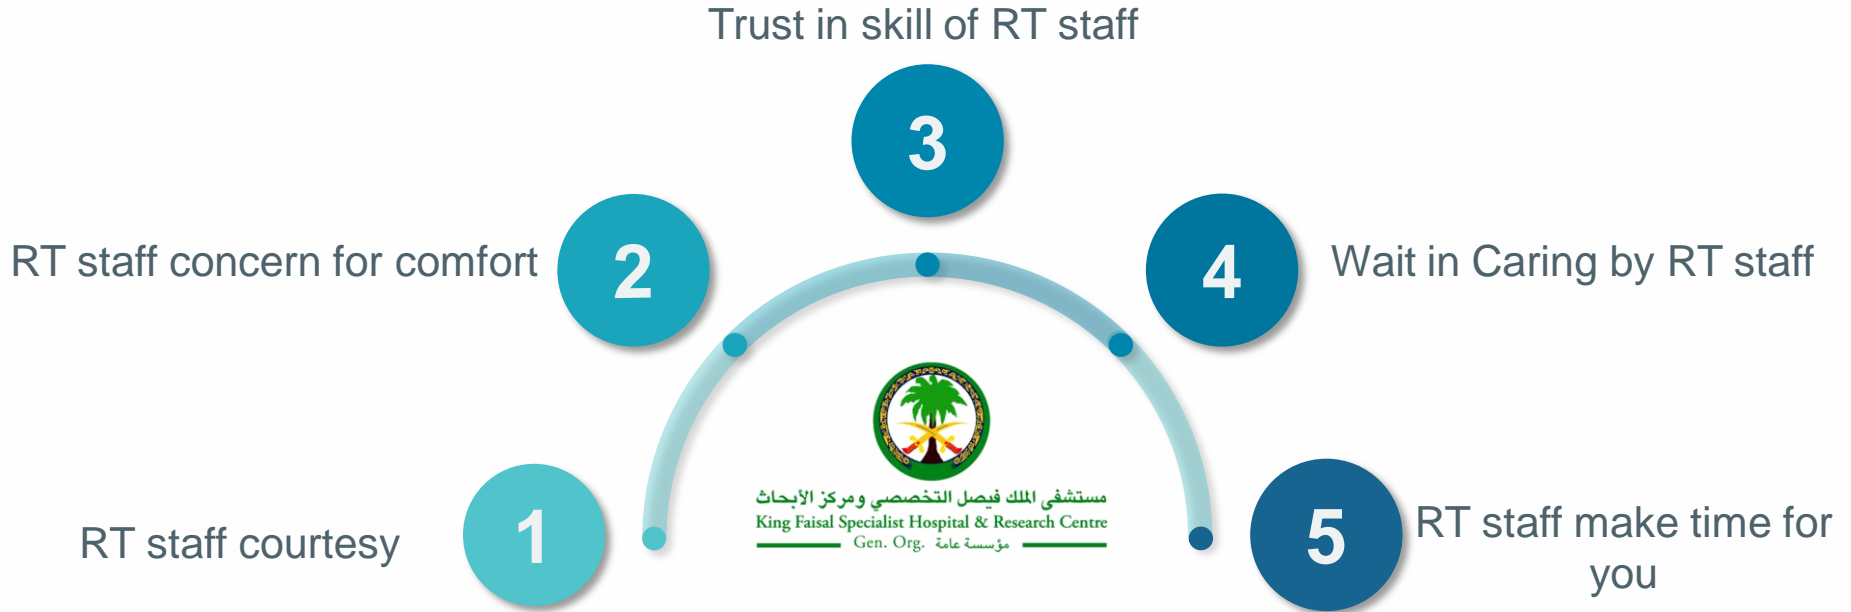 Trust in skill of RT staff
3
RT staff concern for comfort
2
4
Wait in Caring by RT staff
مستشفى الملك فيصل التخصصي ومركز الأبحاث
King Faisal Specialist Hospital & Research Centre
Gen. Org. مؤسسة عامة
RT staff courtesy
1
5
RT staff make time for
you